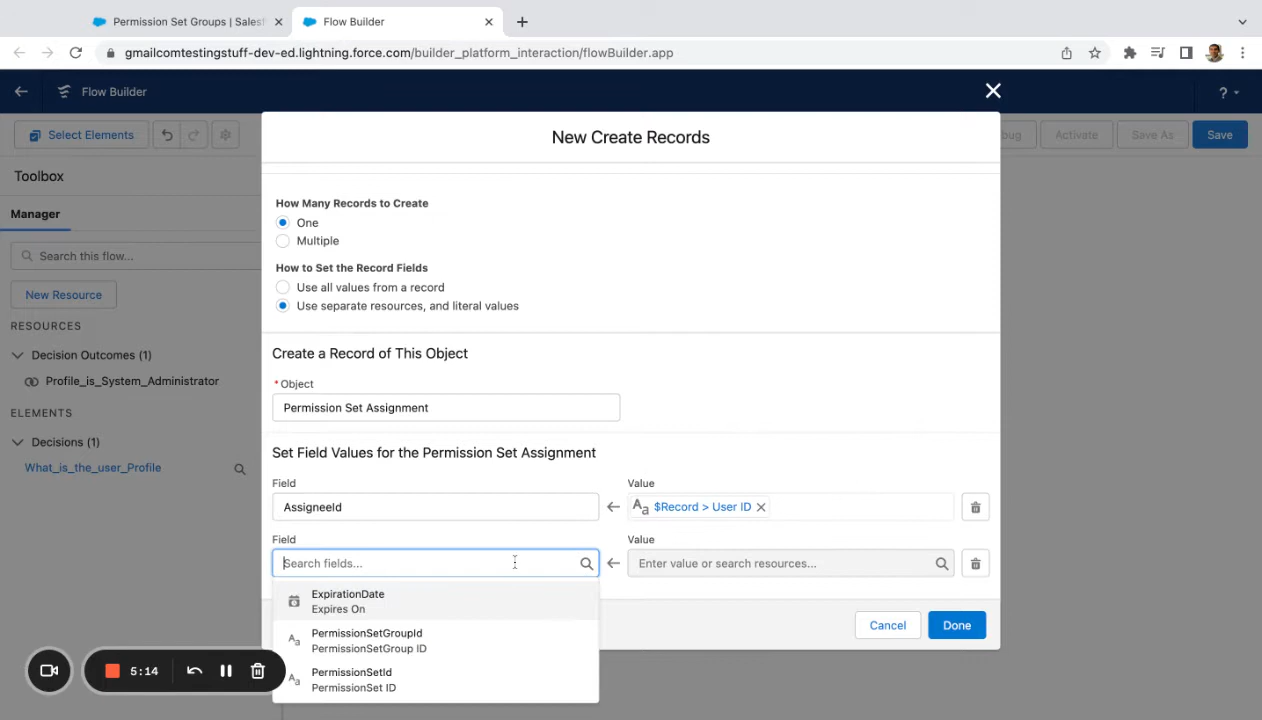 Permission Set Groups | Salesf
Flow Builder
gmailcomtestingstuff-dev-ed.lightning.force.com/builder_platform_interaction/flowBuilder.app
Flow Builder
?
Select Elements
bug
Activate
Save As
Save
New Create Records
Toolbox
Manager
Search this flow...
New Resource
RESOURCES
Decision Outcomes (1)
Profile_is_System_Administrator
ELEMENTS
Decisions (1)
What_is_the_user_Profile
How Many Records to Create
One
Multiple
How to Set the Record Fields
Use all values from a record
Use separate resources, and literal values
Create a Record of This Object
* Object
Permission Set Assignment
Set Field Values for the Permission Set Assignment
Field
Value
AssigneeId
Aa $Record > User ID
Field
Value
Search fields...
Enter value or search resources...
ExpirationDate
Expires On
Aa PermissionSetGroupId
PermissionSetGroup ID
Aa PermissionSetId
PermissionSet ID
Cancel
Done
5:14